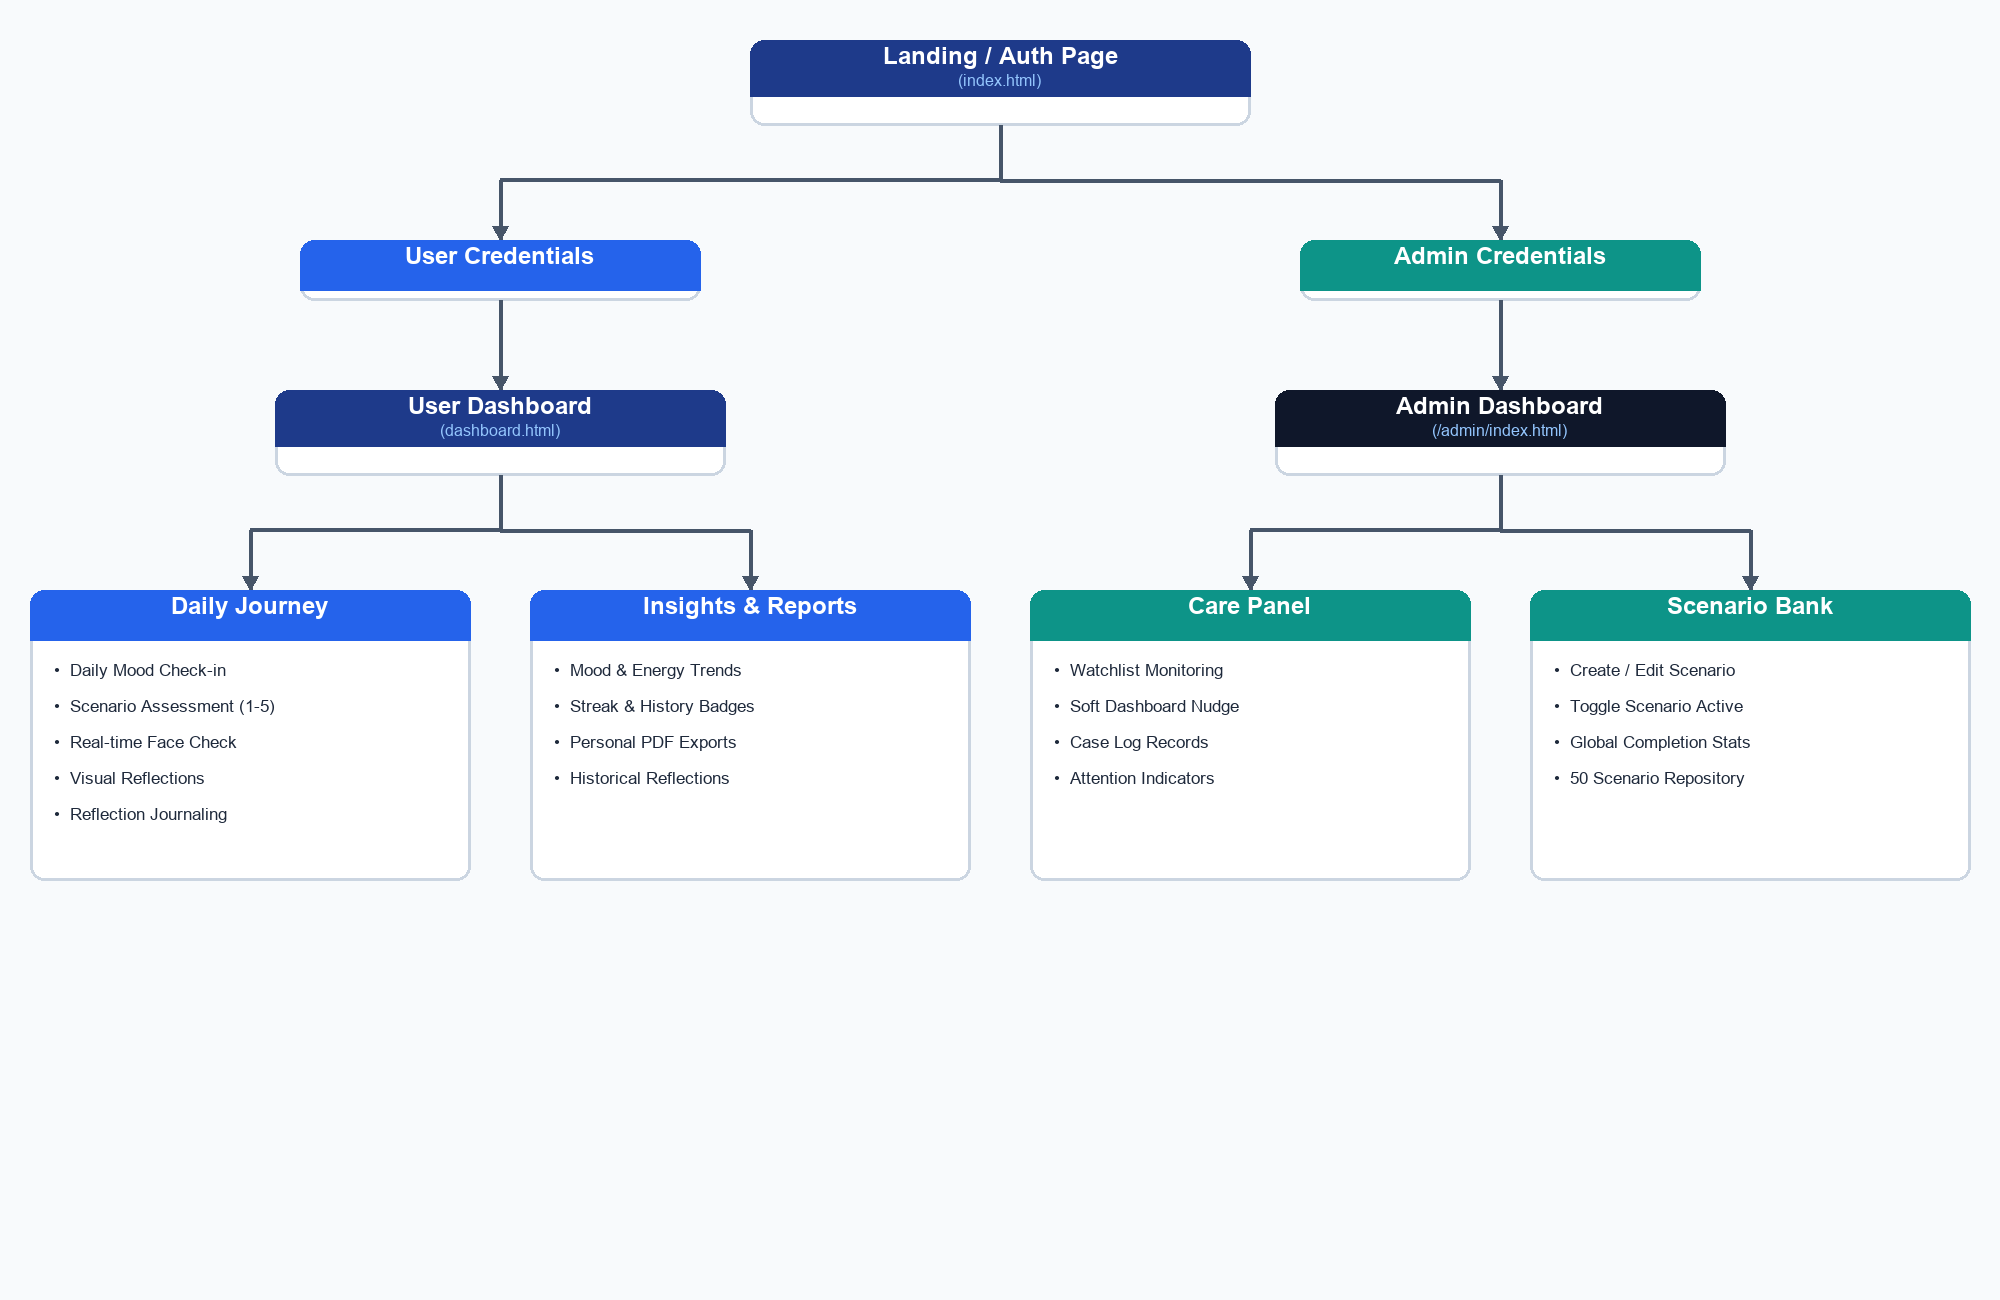 Landing / Auth Page
(index.html)
User Credentials
Admin Credentials
User Dashboard
(dashboard.html)
Admin Dashboard
(/admin/index.html)
Daily Journey
• Daily Mood Check-in
• Scenario Assessment (1-5)
• Real-time Face Check
• Visual Reflections
• Reflection Journaling
Insights & Reports
• Mood & Energy Trends
• Streak & History Badges
• Personal PDF Exports
• Historical Reflections
Care Panel
• Watchlist Monitoring
• Soft Dashboard Nudge
• Case Log Records
• Attention Indicators
Scenario Bank
• Create / Edit Scenario
• Toggle Scenario Active
• Global Completion Stats
• 50 Scenario Repository